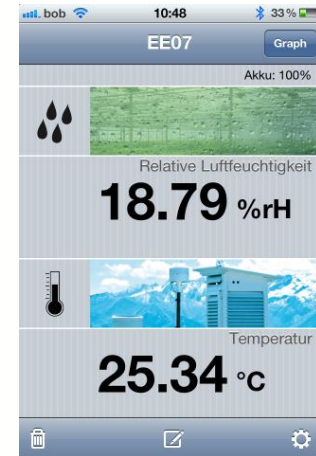 bob 10:48 33%
EE07 Graph
Akku: 100%
Relative Luftfeuchtigkeit
18.79 %rH
Temperatur
25.34 °C